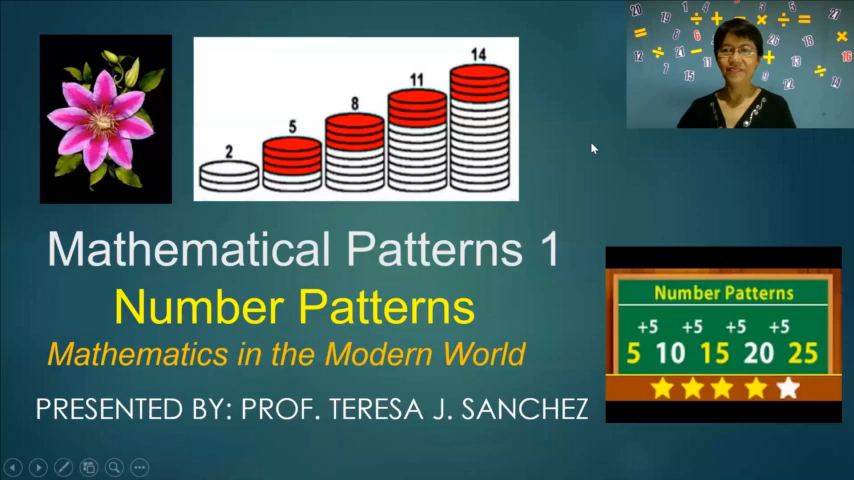 2
5
8
11
14
Mathematical Patterns 1
Number Patterns
Mathematics in the Modern World
PRESENTED BY: PROF. TERESA J. SANCHEZ
Number Patterns
+5 +5 +5 +5
5 10 15 20 25